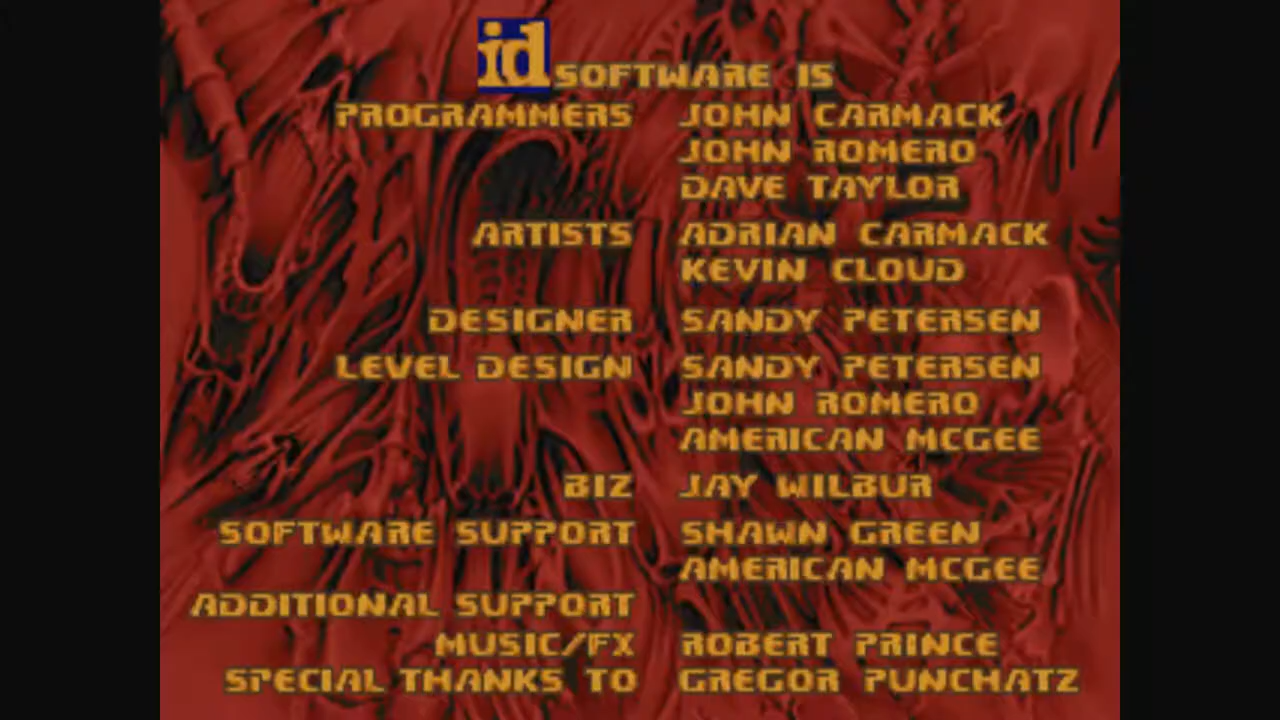 id SOFTWARE IS
PROGRAMMERS JOHN CARMACK
JOHN ROMERO
DAVE TAYLOR
ARTISTS ADRIAN CARMACK
KEVIN CLOUD
DESIGNER SANDY PETERSEN
LEVEL DESIGN SANDY PETERSEN
JOHN ROMERO
AMERICAN MCGEE
BIZ JAY WILBUR
SOFTWARE SUPPORT SHAWN GREEN
AMERICAN MCGEE
ADDITIONAL SUPPORT
MUSIC/FX ROBERT PRINCE
SPECIAL THANKS TO GREGOR PUNCHATZ